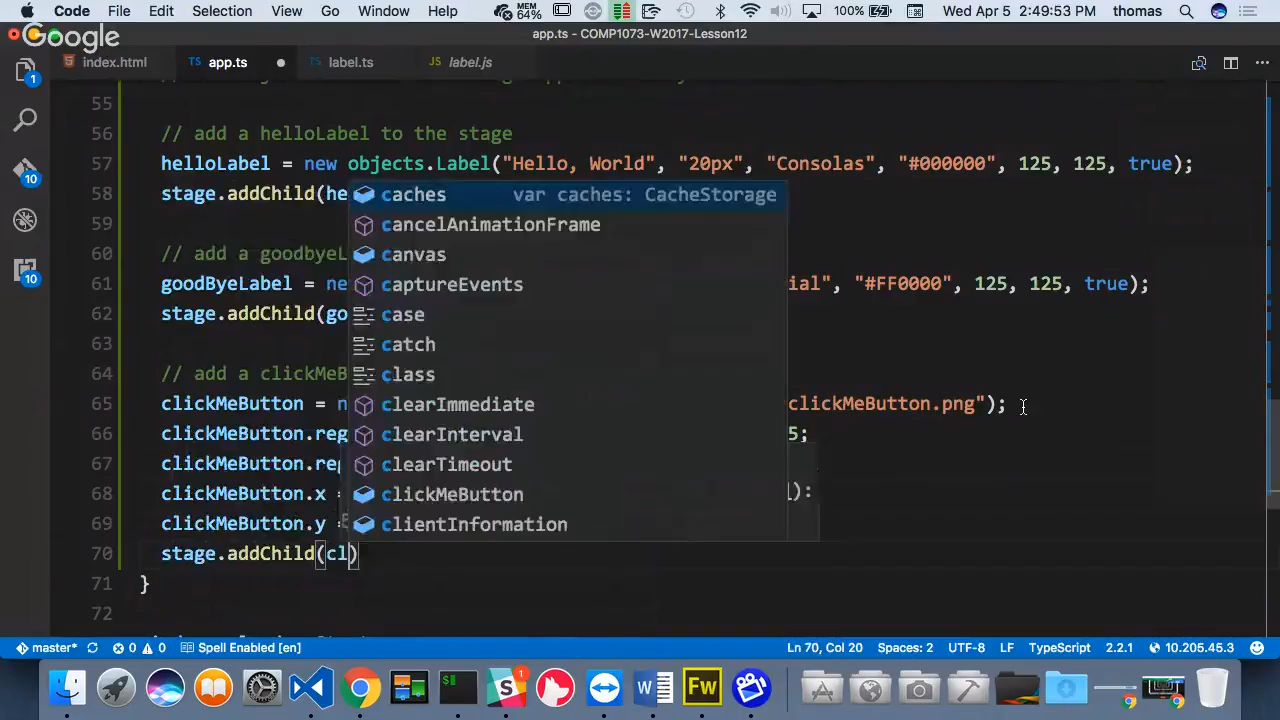 Code File Edit Selection View Go Window Help MEM 64% 100% Wed Apr 5 2:49:53 PM thomas
Google
app.ts - COMP1073-W2017-Lesson12
index.html TS app.ts TS label.ts JS label.js
55
56 // add a helloLabel to the stage
57 helloLabel = new objects.Label("Hello, World", "20px", "Consolas", "#000000", 125, 125, true);
58 stage.addChild(he
caches var caches: CacheStorage
59
cancelAnimationFrame
60 // add a goodbyeL
canvas
61 goodByeLabel = ne ial", "#FF0000", 125, 125, true);
captureEvents
62 stage.addChild(go
case
63
catch
64 // add a clickMeB
class
65 clickMeButton = n clickMeButton.png");
clearImmediate
66 clickMeButton.reg 5;
clearInterval
67 clickMeButton.reg
clearTimeout
68 clickMeButton.x = ):
clickMeButton
69 clickMeButton.y =
clientInformation
70 stage.addChild(cl)
71 }
72
1
10
10
master* 0 0 Spell Enabled [en] Ln 70, Col 20 Spaces: 2 UTF-8 LF TypeScript 2.2.1 10.205.45.3
1
Fw